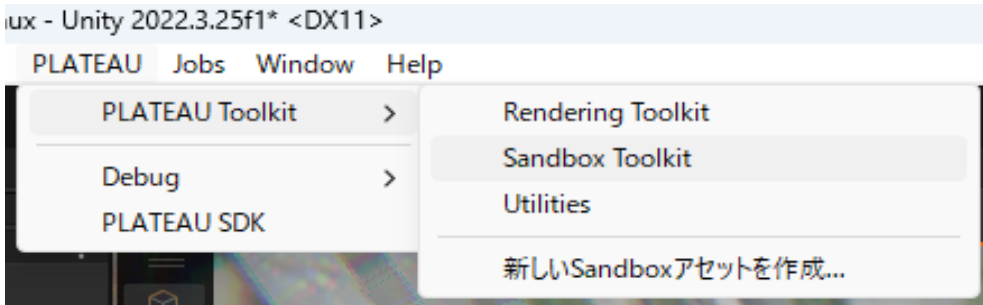 ux - Unity 2022.3.25f1* <DX11>
PLATEAU Jobs Window Help
PLATEAU Toolkit >
Debug >
PLATEAU SDK
Rendering Toolkit
Sandbox Toolkit
Utilities
新しいSandboxアセットを作成...